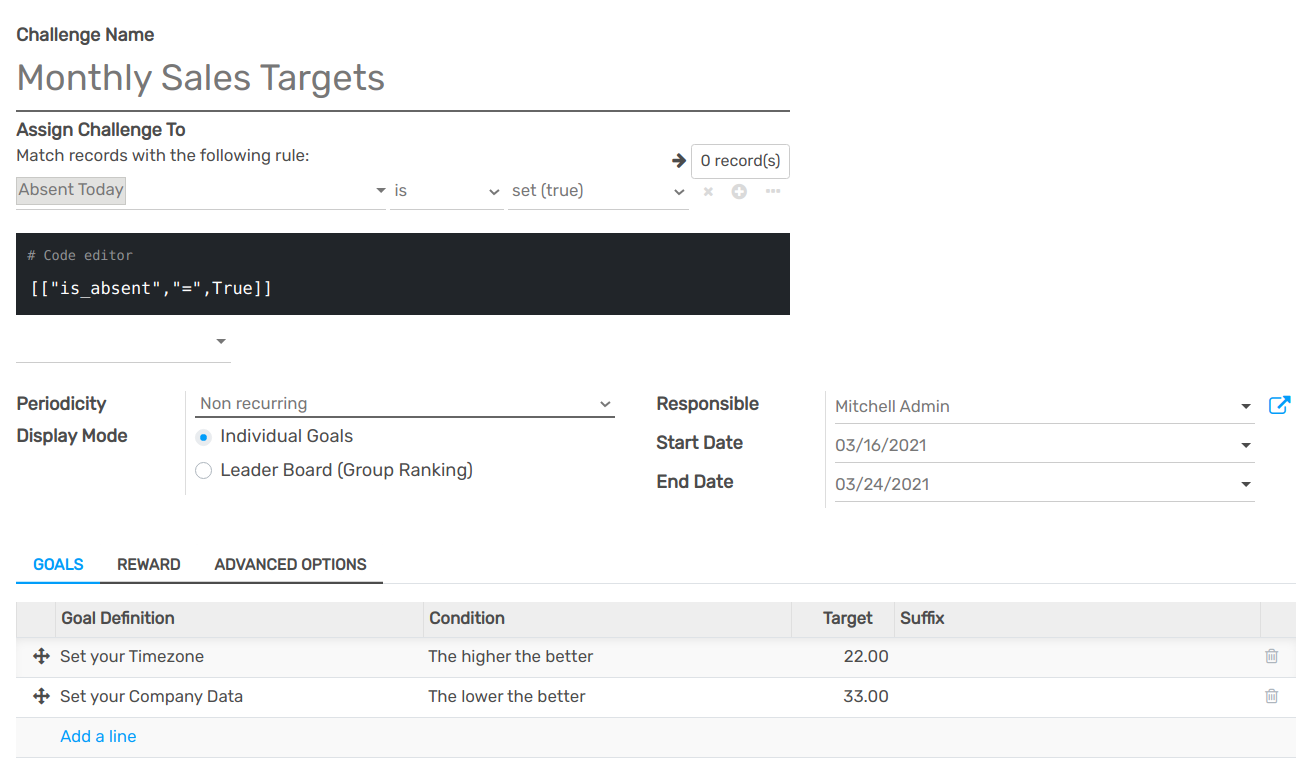 Challenge Name
Monthly Sales Targets
Assign Challenge To
Match records with the following rule:
0 record(s)
Absent Today is set (true)
# Code editor
[["is_absent","=",True]]
Periodicity Non recurring
Display Mode Individual Goals
Leader Board (Group Ranking)
Responsible Mitchell Admin
Start Date 03/16/2021
End Date 03/24/2021
GOALS REWARD ADVANCED OPTIONS
Goal Definition Condition Target Suffix
Set your Timezone The higher the better 22.00
Set your Company Data The lower the better 33.00
Add a line